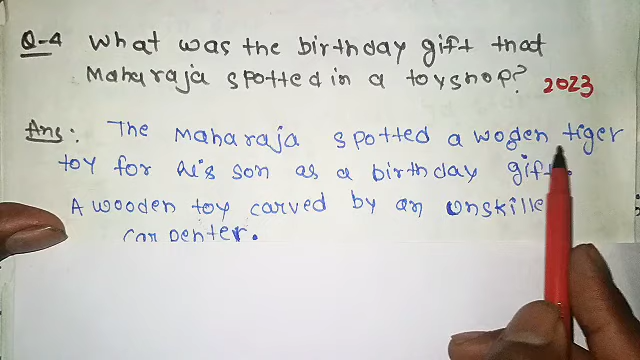 Q-4 What was the birthday gift that
Maharaja spotted in a toyshop? 2023
Ans: The Maharaja spotted a woden tiger
toy for his son as a birthday gift.
A wooden toy carved by an unskille
carpenter.